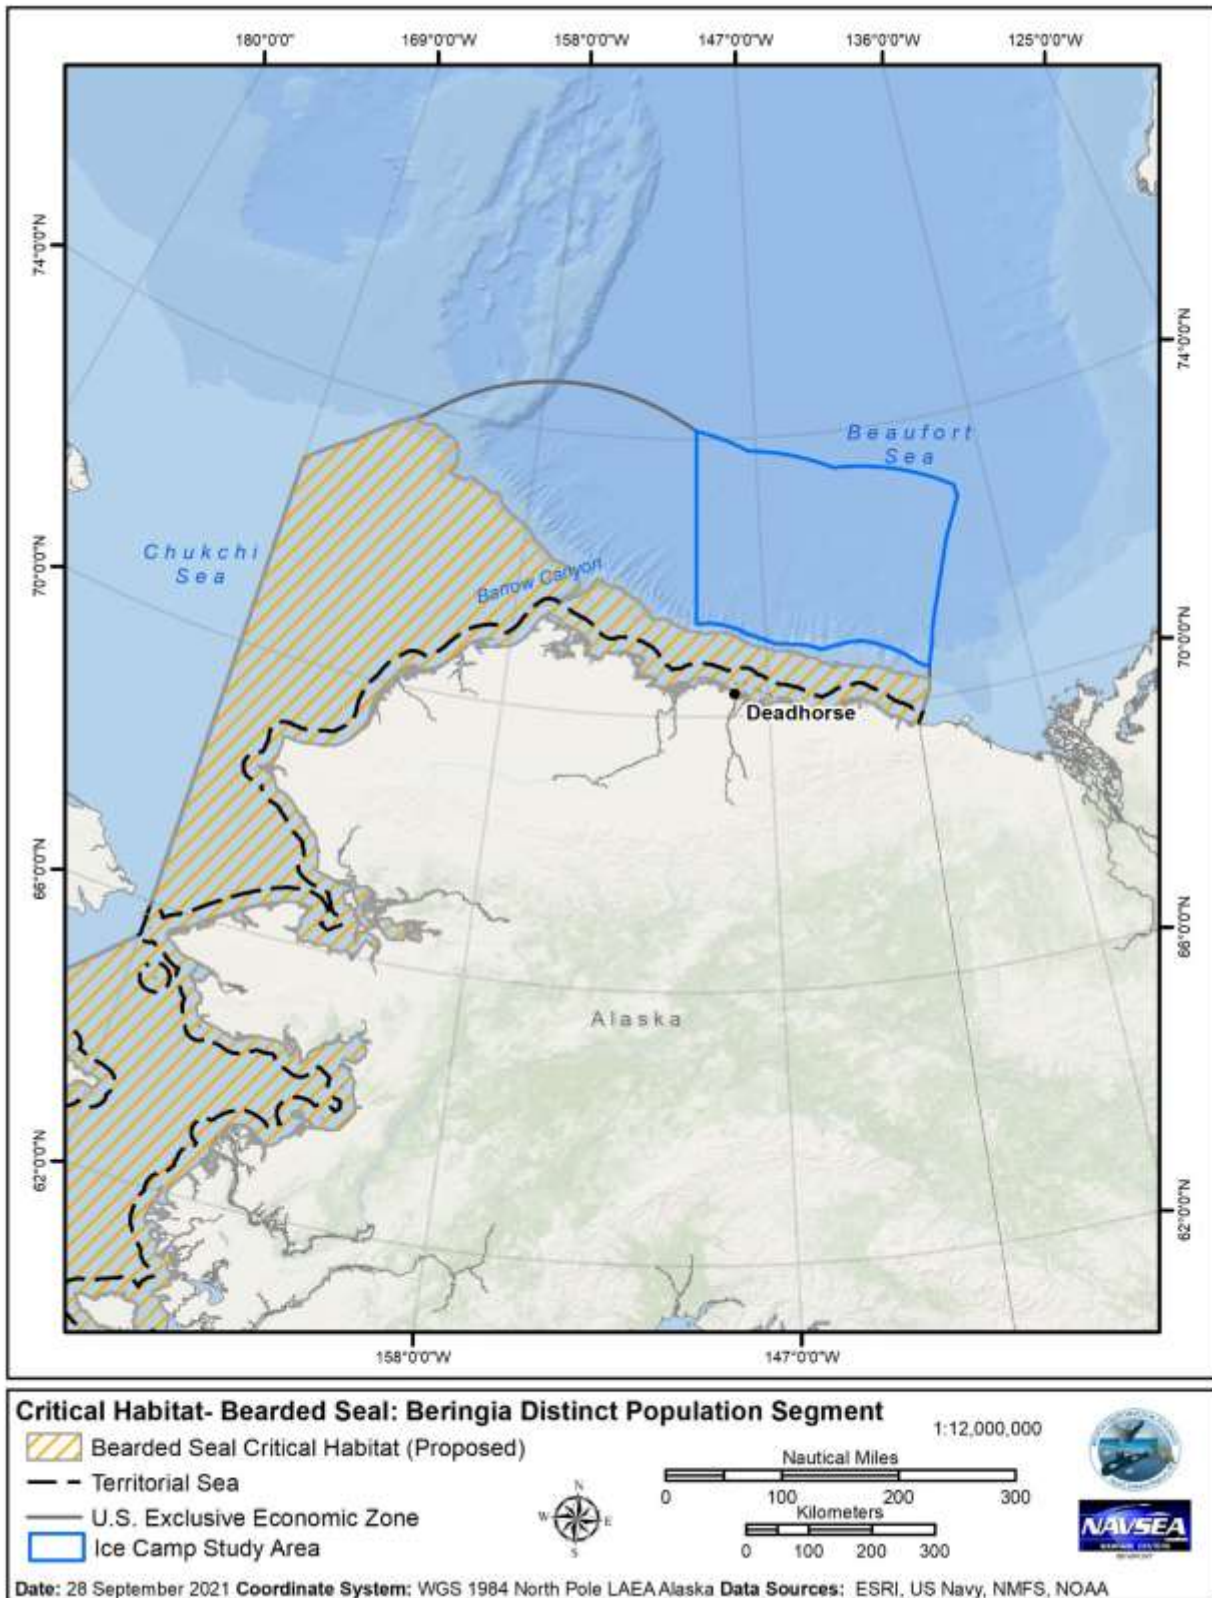 180°0'0" 169°0'0"W 158°0'0"W 147°0'0"W 136°0'0"W 125°0'0"W
74°0'0"N
74°0'0"N
Beaufort
Sea
Chukchi
Sea
70°0'0"N
Barrow Canyon
70°0'0"N
Deadhorse
66°0'0"N
66°0'0"N
Alaska
62°0'0"N
62°0'0"N
158°0'0"W 147°0'0"W
Critical Habitat- Bearded Seal: Beringia Distinct Population Segment
1:12,000,000
Bearded Seal Critical Habitat (Proposed)
Territorial Sea
U.S. Exclusive Economic Zone
Ice Camp Study Area
N
W E
S
Nautical Miles
0 100 200 300
Kilometers
0 100 200 300
NAVSEA
WARFARE CENTERS
Date: 28 September 2021 Coordinate System: WGS 1984 North Pole LAEA Alaska Data Sources: ESRI, US Navy, NMFS, NOAA